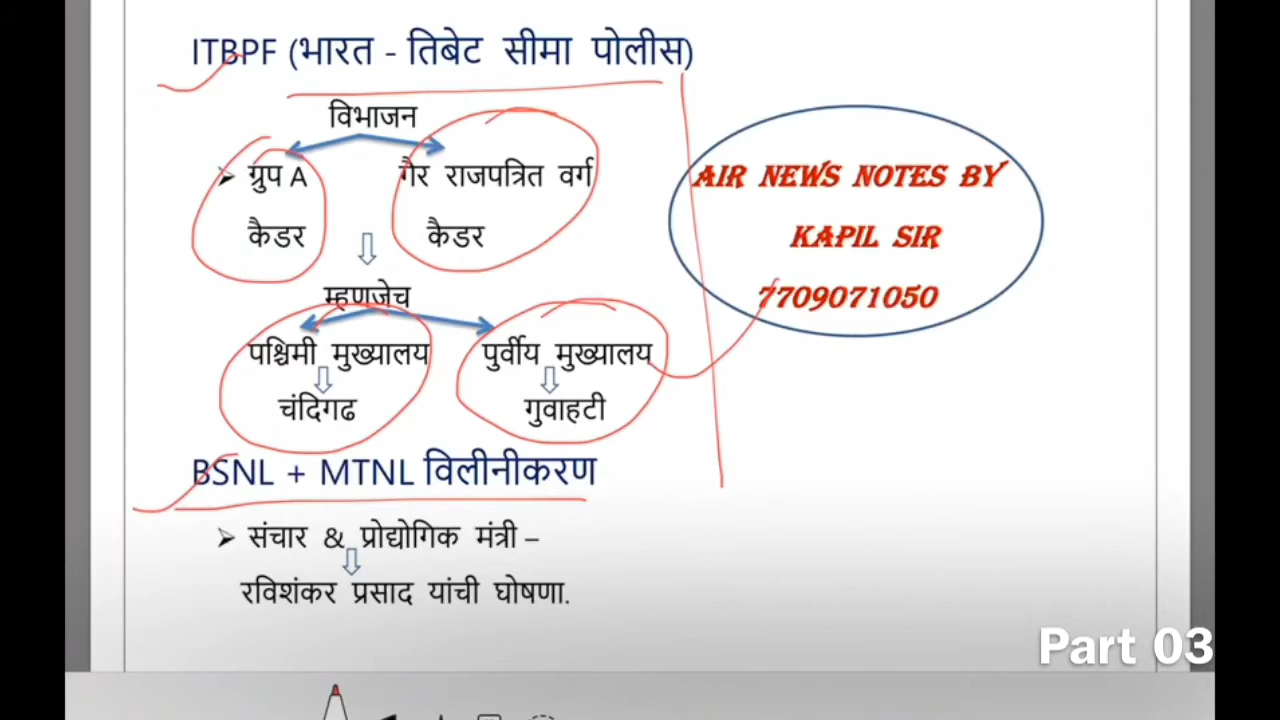 ITBPF (भारत - तिबेट सीमा पोलीस)
विभाजन
ग्रुप A
कैडर
गैर राजपत्रित वर्ग
कैडर
म्हणजेच
पश्चिमी मुख्यालय
चंदिगढ
पुर्वीय मुख्यालय
गुवाहटी
AIR NEWS NOTES BY
KAPIL SIR
7709071050
BSNL + MTNL विलीनीकरण
संचार & प्रोद्योगिक मंत्री –
रविशंकर प्रसाद यांची घोषणा.
Part 03